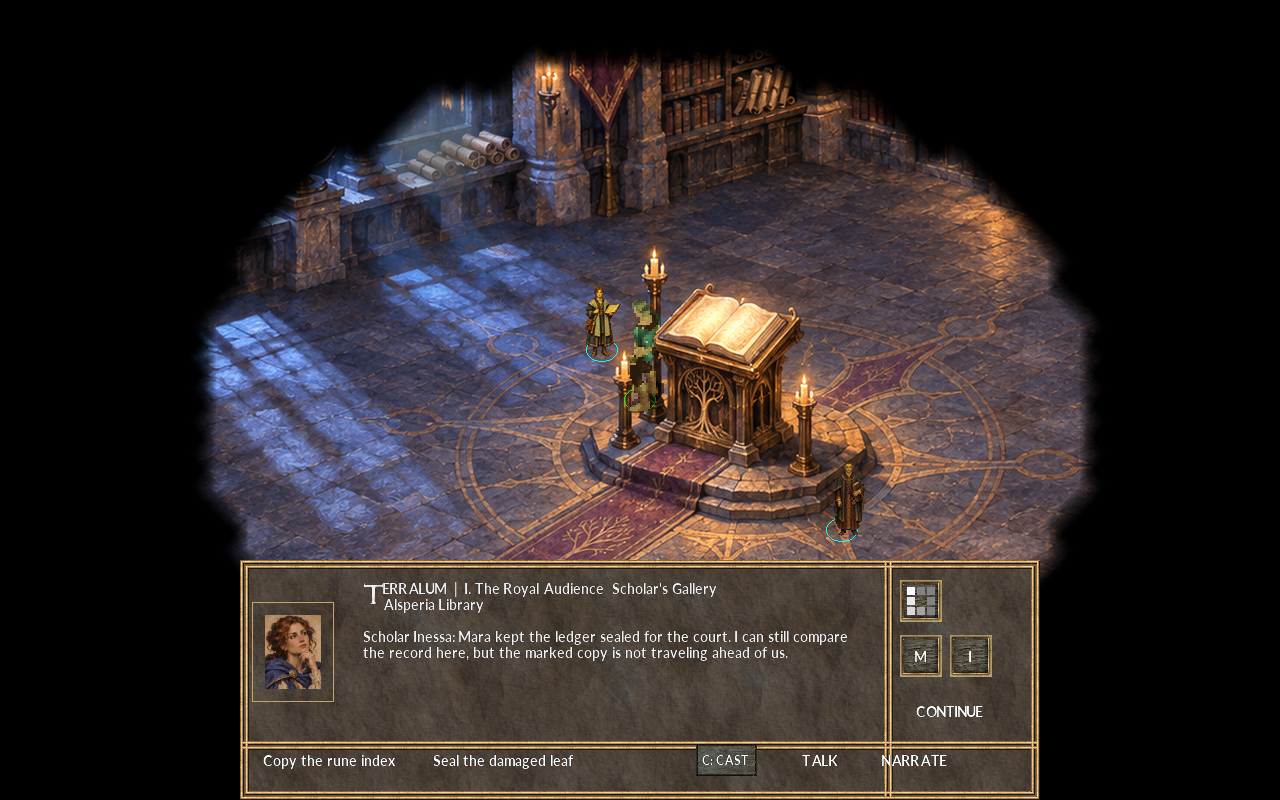 TERRALUM | I. The Royal Audience Scholar's Gallery
Alsperia Library
Scholar Inessa: Mara kept the ledger sealed for the court. I can still compare
the record here, but the marked copy is not traveling ahead of us.
M I
CONTINUE
Copy the rune index Seal the damaged leaf C: CAST TALK NARRATE